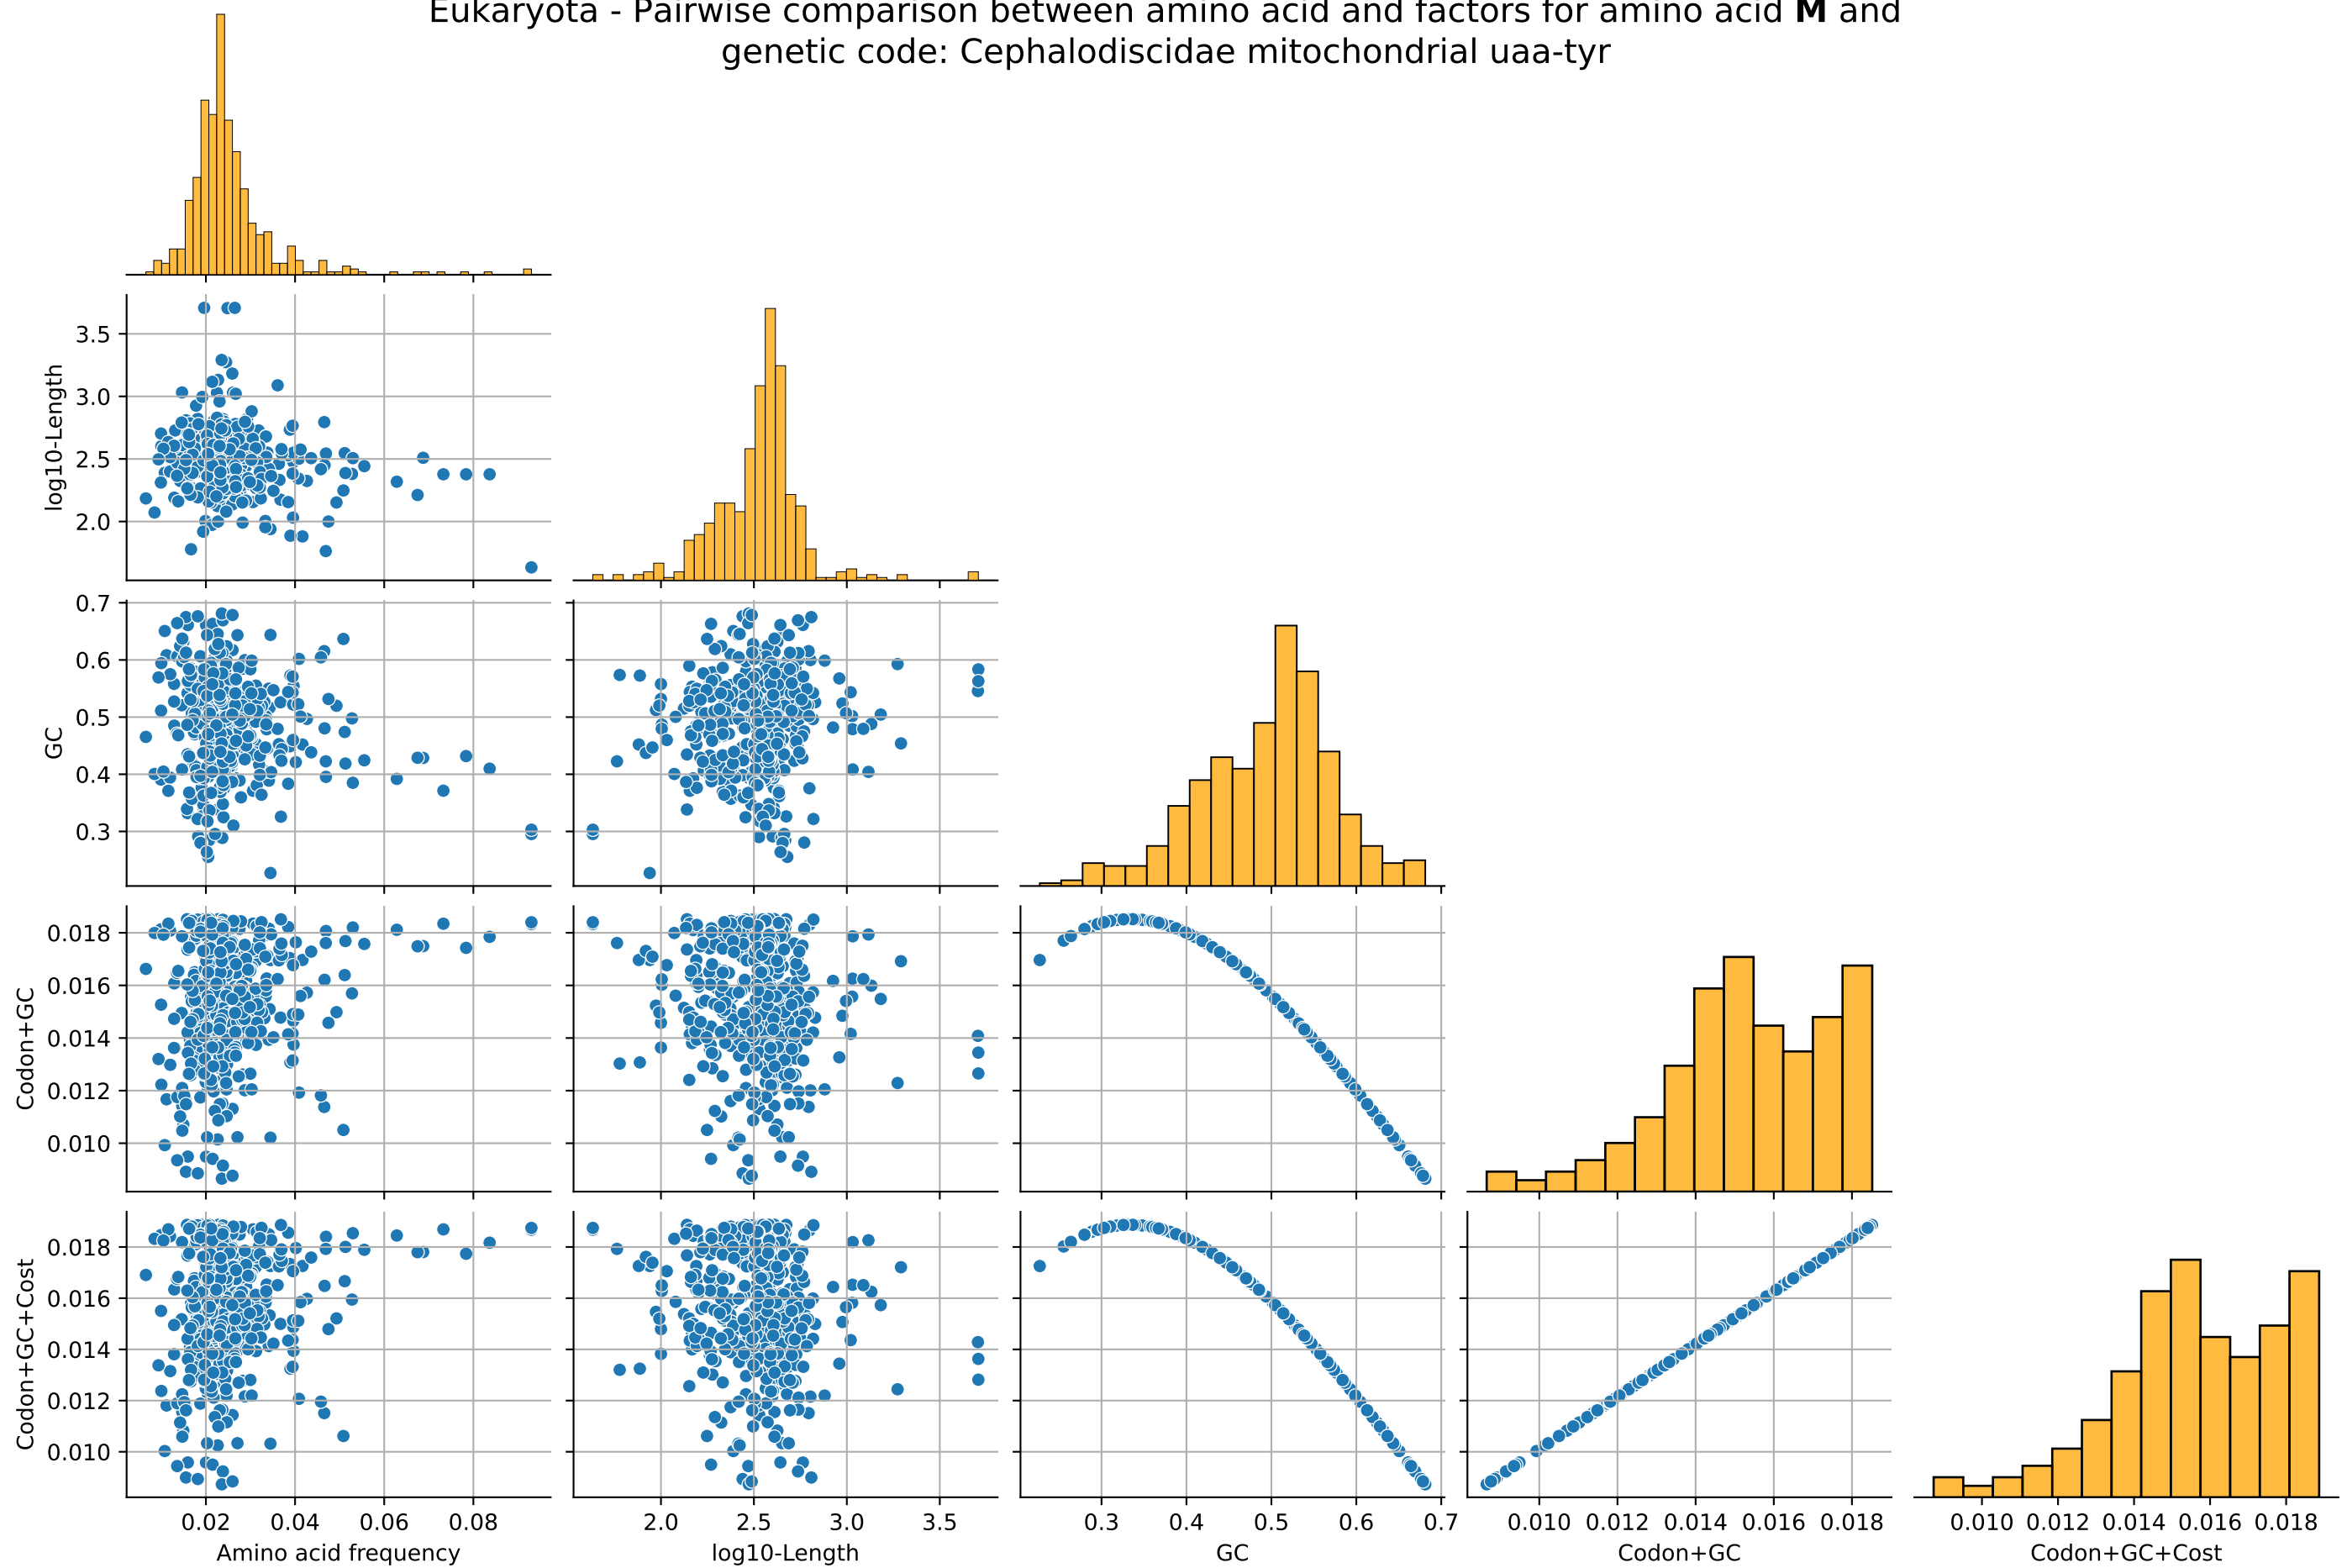 Eukaryota - Pairwise comparison between amino acid and factors for amino acid M and
genetic code: Cephalodiscidae mitochondrial uaa-tyr
log10-Length
3.5
3.0
2.5
2.0
GC
0.7
0.6
0.5
0.4
0.3
Codon+GC
0.018
0.016
0.014
0.012
0.010
Codon+GC+Cost
0.018
0.016
0.014
0.012
0.010
0.02 0.04 0.06 0.08
2.0 2.5 3.0 3.5
0.3 0.4 0.5 0.6 0.7
0.010 0.012 0.014 0.016 0.018
0.010 0.012 0.014 0.016 0.018
Amino acid frequency
log10-Length
GC
Codon+GC
Codon+GC+Cost